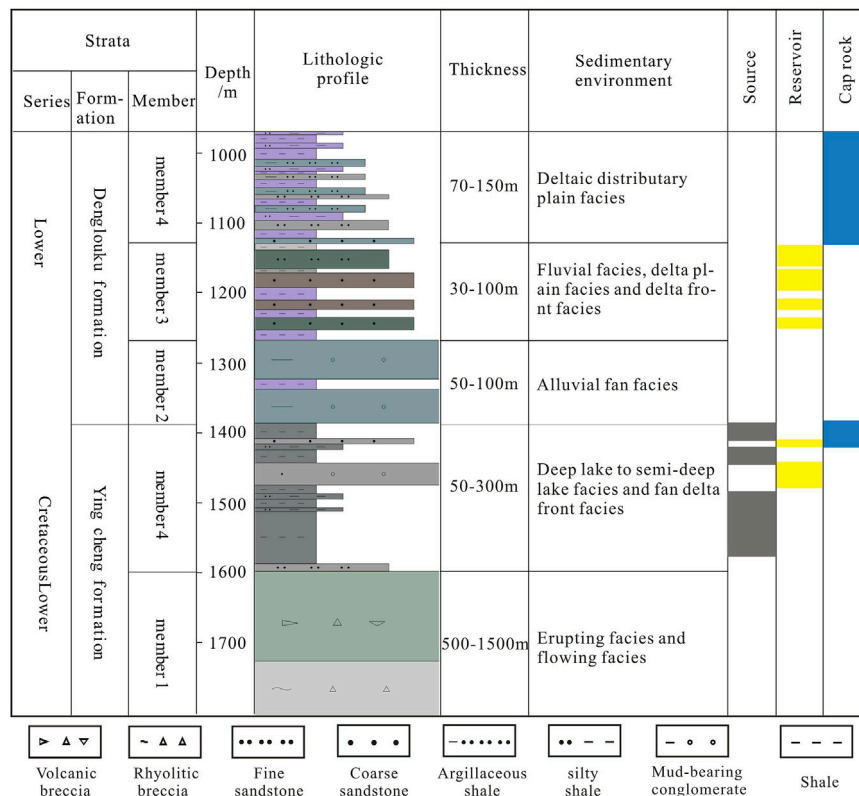 Strata
Series
Form-
ation
Member
Depth
/m
Lithologic
profile
Thickness
Sedimentary
environment
Source
Reservoir
Cap rock
Lower
CretaceousLower
Denglouku formation
Ying cheng formation
member4
member 3
member 2
member4
member1
1000
1100
1200
1300
1400
1500
1600
1700
70-150m
30-100m
50-100m
50-300m
500-1500m
Deltaic distributary
plain facies
Fluvial facies, delta pl-
ain facies and delta fro-
nt facies
Alluvial fan facies
Deep lake to semi-deep
lake facies and fan delta
front facies
Erupting facies and
flowing facies
Volcanic
breccia
Rhyolitic
breccia
Fine
sandstone
Coarse
sandstone
Argillaceous
shale
silty
shale
Mud-bearing
conglomerate
Shale